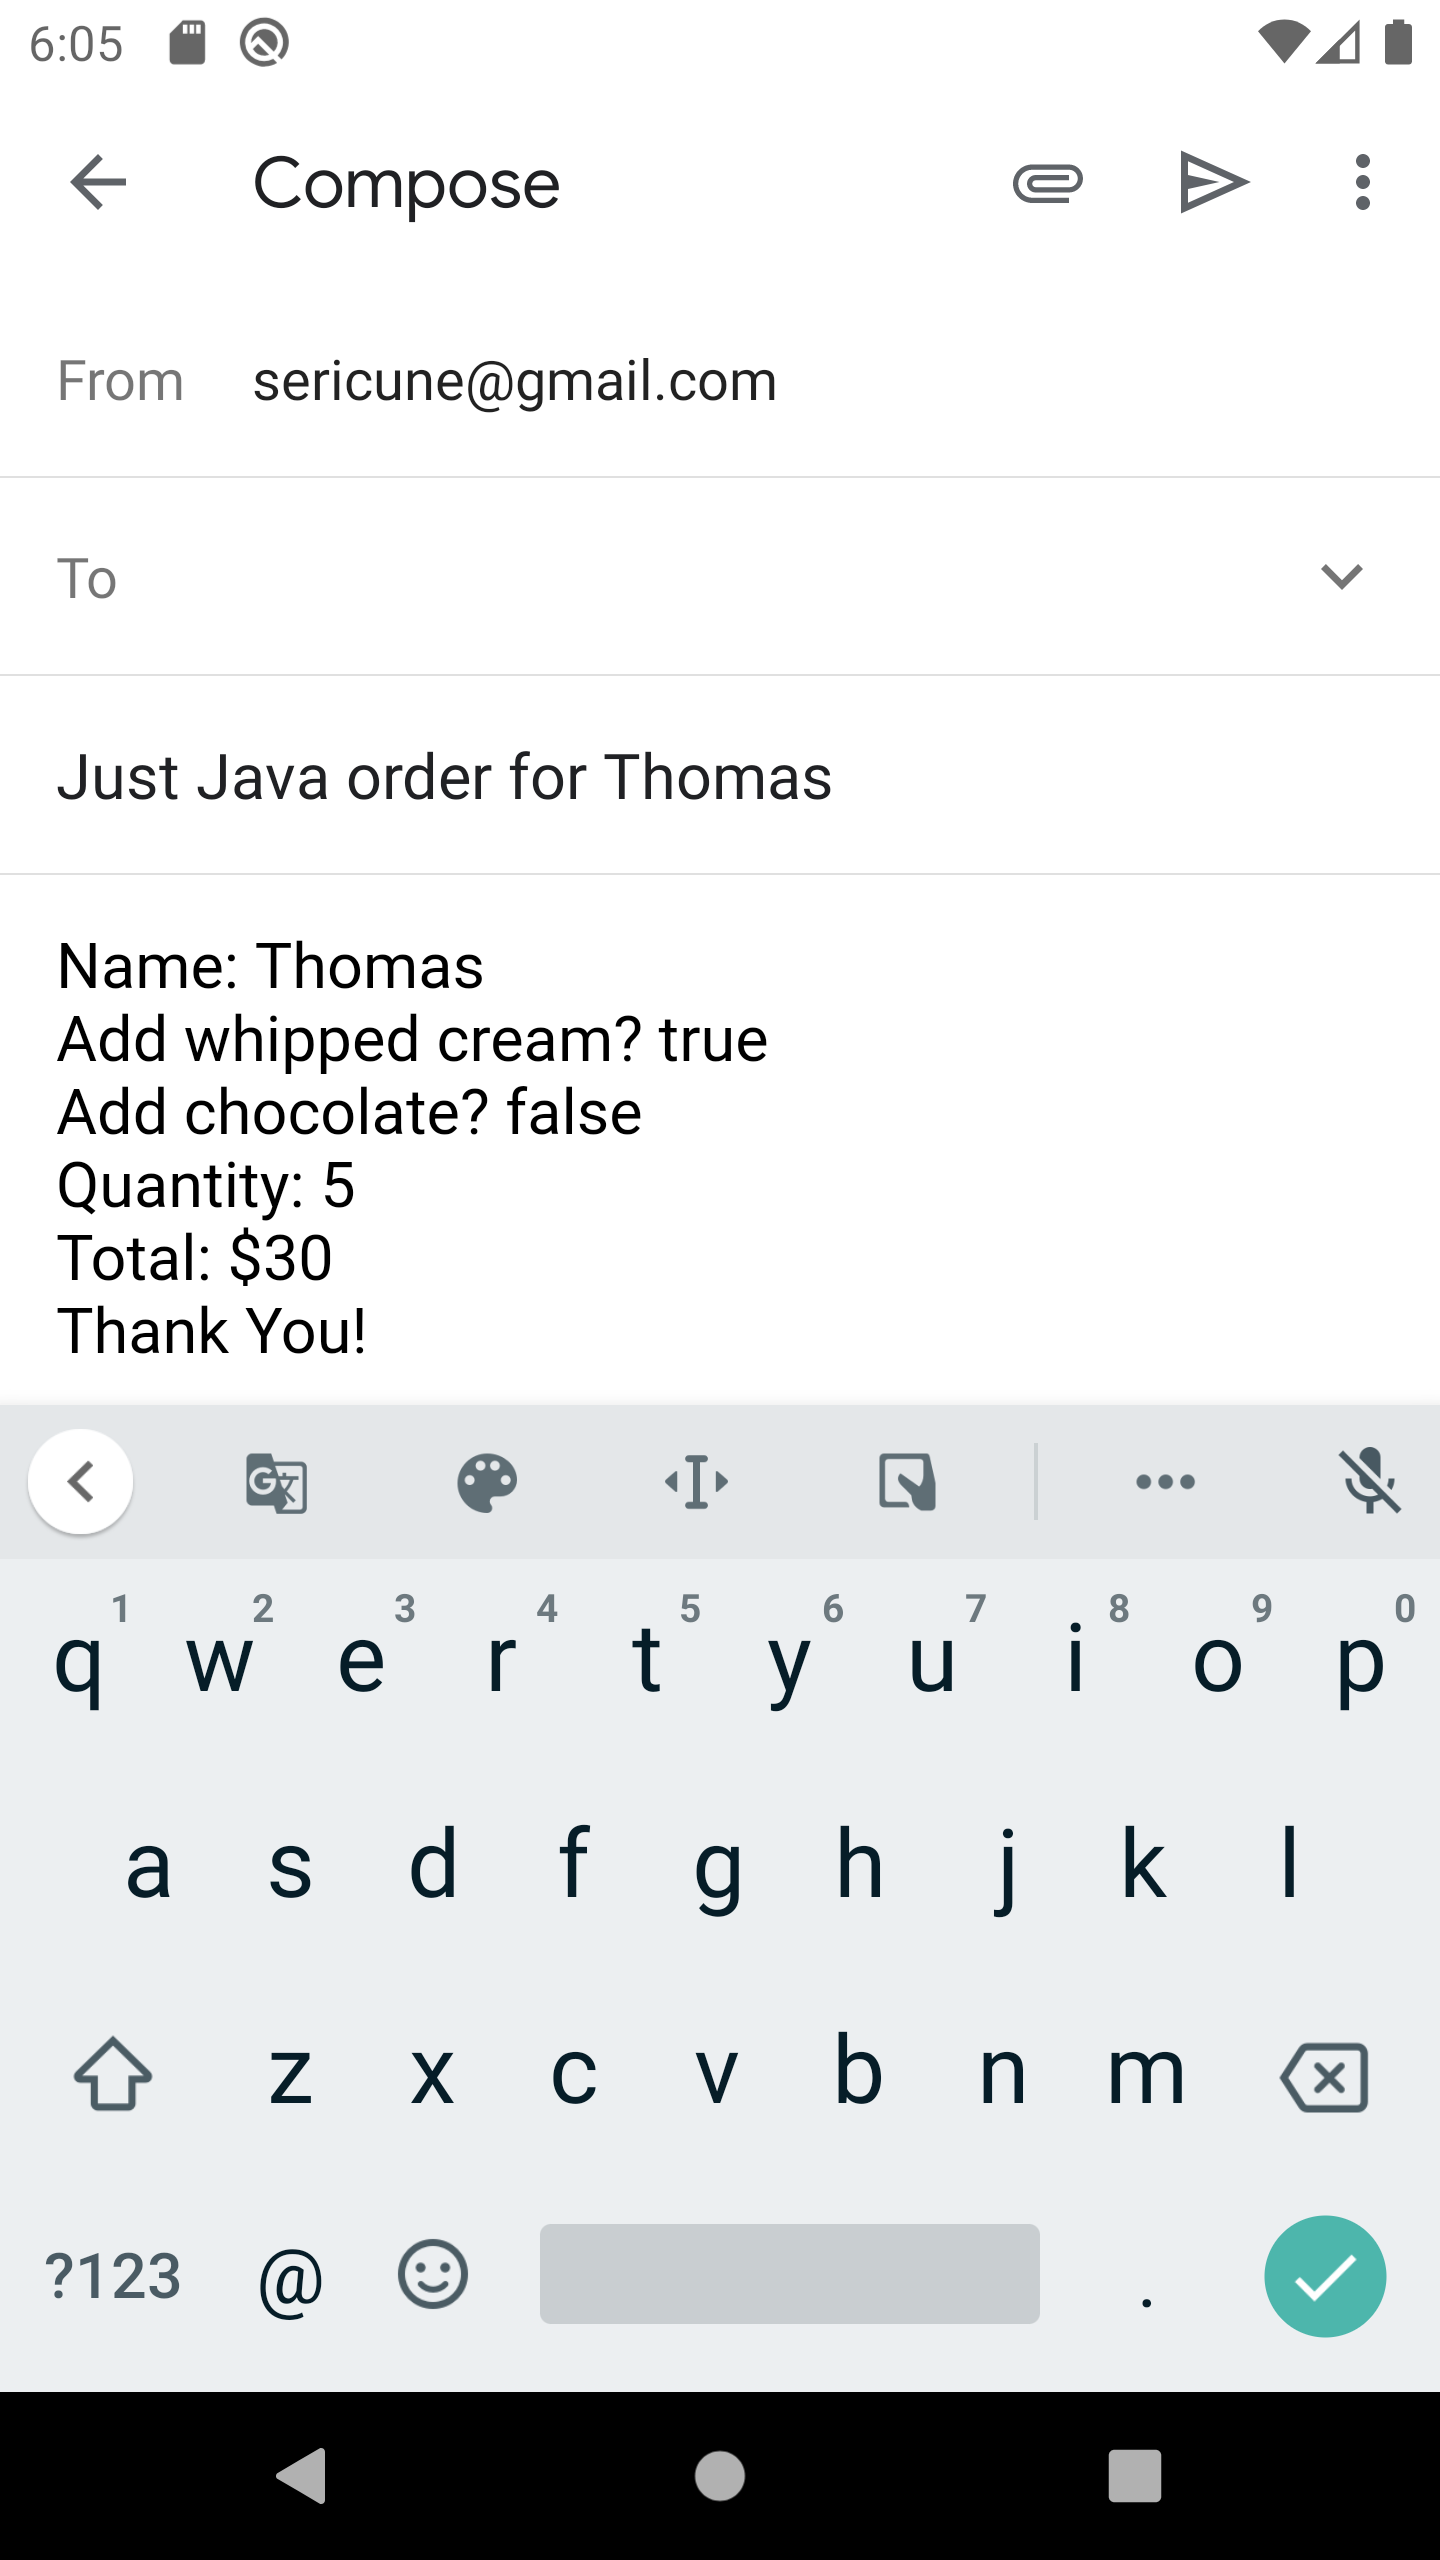 6:05
Compose
From sericune@gmail.com
To
Just Java order for Thomas
Name: Thomas
Add whipped cream? true
Add chocolate? false
Quantity: 5
Total: $30
Thank You!
G文
1 2 3 4 5 6 7 8 9 0
q w e r t y u i o p
a s d f g h j k l
z x c v b n m
?123 @ .